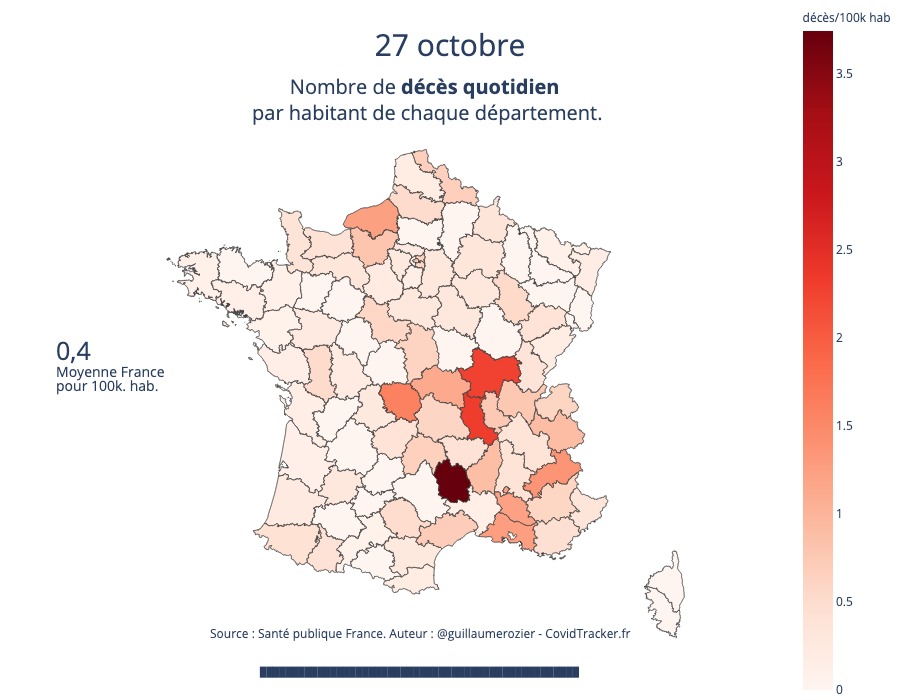 décès/100k hab
27 octobre
Nombre de décès quotidien
par habitant de chaque département.
3.5
3
2.5
2
1.5
1
0.5
0
0,4
Moyenne France
pour 100k. hab.
Source : Santé publique France. Auteur : @guillaumerozier - CovidTracker.fr